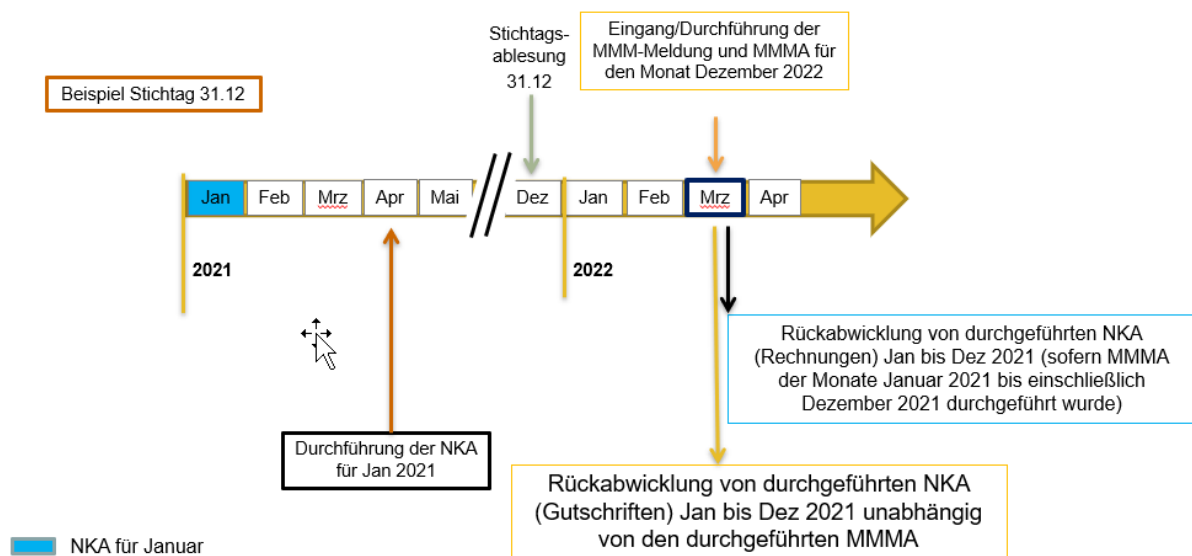 Stichtags-
ablesung
31.12
Eingang/Durchführung der
MMM-Meldung und MMMA für
den Monat Dezember 2022
Beispiel Stichtag 31.12
Jan Feb Mrz Apr Mai Dez Jan Feb Mrz Apr
2021 2022
Rückabwicklung von durchgeführten NKA
(Rechnungen) Jan bis Dez 2021 (sofern MMMA
der Monate Januar 2021 bis einschließlich
Dezember 2021 durchgeführt wurde)
Durchführung der NKA
für Jan 2021
Rückabwicklung von durchgeführten NKA
(Gutschriften) Jan bis Dez 2021 unabhängig
von den durchgeführten MMMA
NKA für Januar